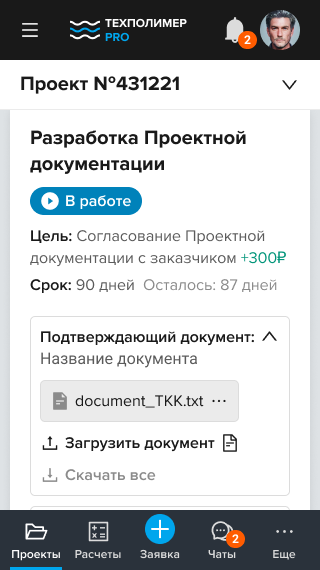 ТЕХПОЛИМЕР
PRO
2
Проект №431221
Разработка Проектной
документации
В работе
Цель: Согласование Проектной
документации с заказчиком +300₽
Срок: 90 дней Осталось: 87 дней
Подтверждающий документ:
Название документа
document_TKK.txt ···
Загрузить документ
Скачать все
2
Проекты Расчеты Заявка Чаты Еще